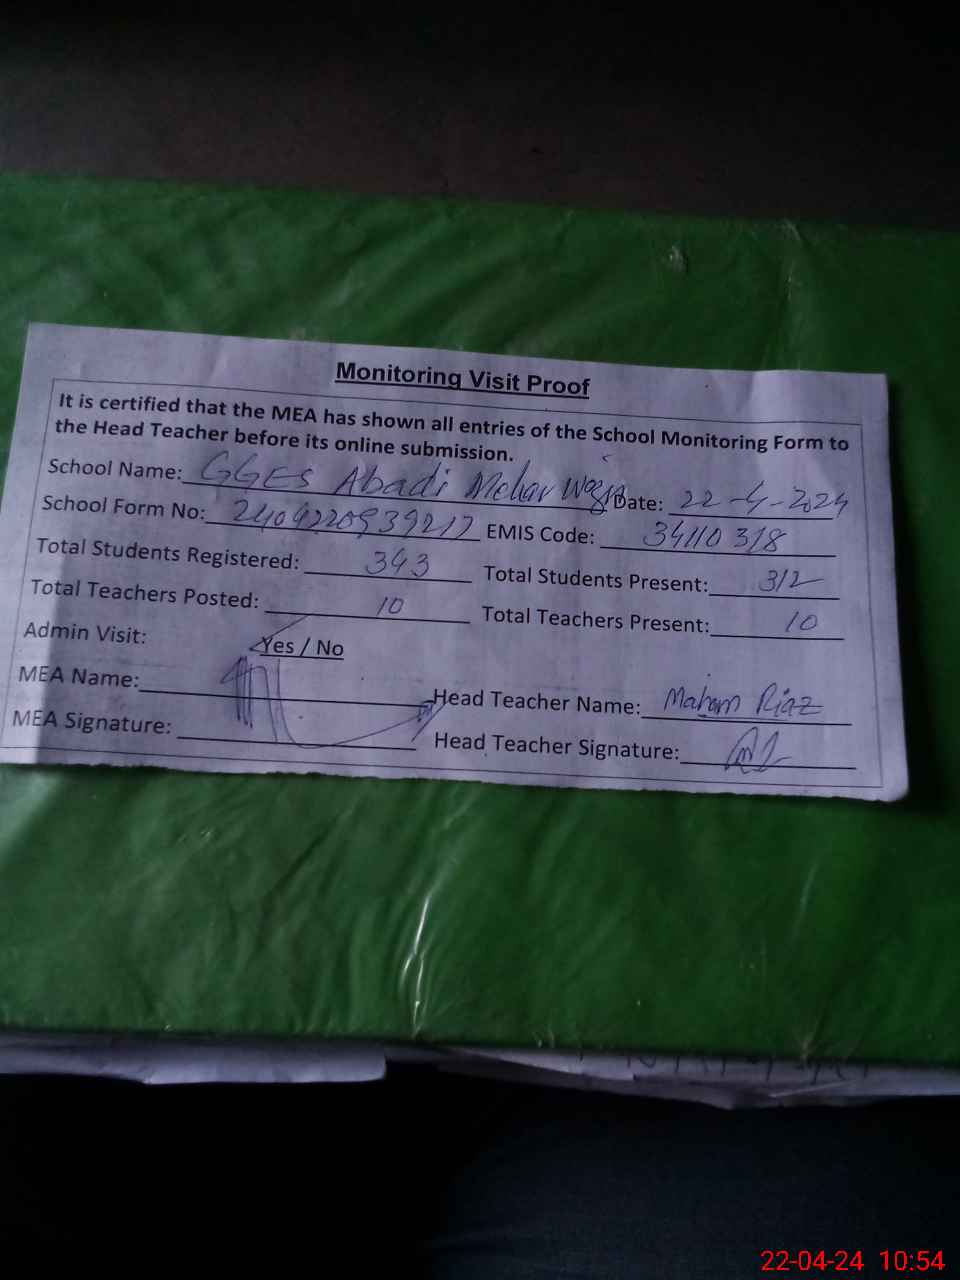 Monitoring Visit Proof
It is certified that the MEA has shown all entries of the School Monitoring Form to
the Head Teacher before its online submission.
School Name: GGES Abadi Mehar Date: 22-4-2024
School Form No: 2404220939217 EMIS Code: 34110318
Total Students Registered: 343 Total Students Present: 312
Total Teachers Posted: 10 Total Teachers Present: 10
Admin Visit: Yes / No
MEA Name: Head Teacher Name: Maham Riaz
MEA Signature: Head Teacher Signature:
22-04-24 10:54